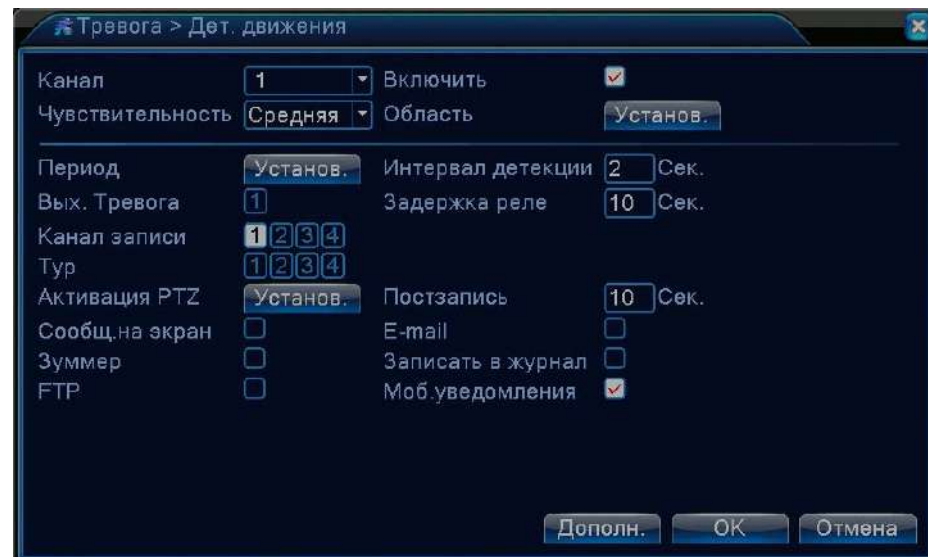 Тревога > Дет. движения
Канал 1 Включить
Чувствительность Средняя Область Установ.
Период Установ. Интервал детекции 2 Сек.
Вых. Тревога 1 Задержка реле 10 Сек.
Канал записи 1 2 3 4
Тур 1 2 3 4
Активация PTZ Установ. Постзапись 10 Сек.
Сообщ.на экран E-mail
Зуммер Записать в журнал
FTP Моб.уведомления
Дополн. OK Отмена